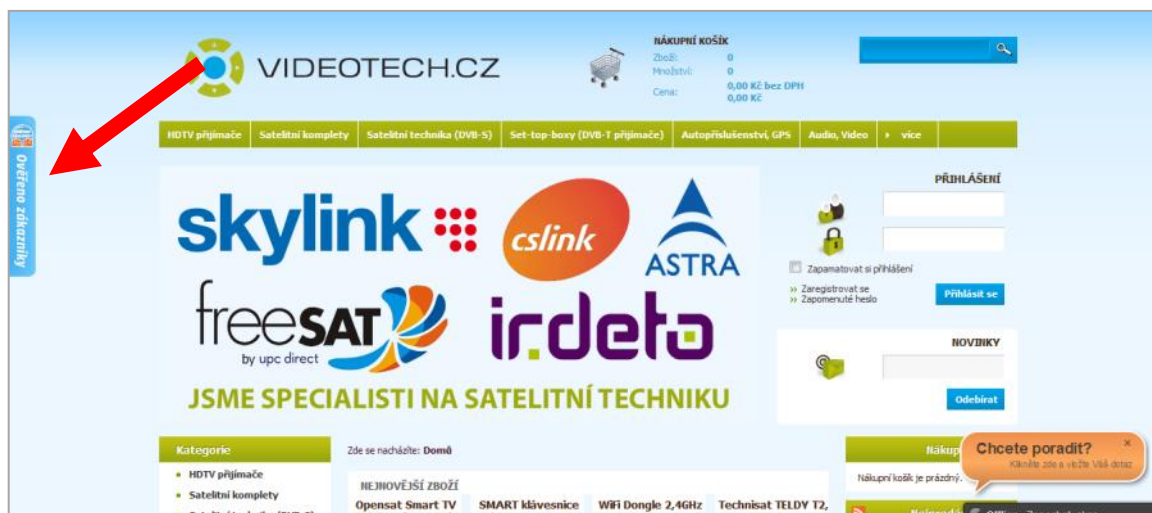 VIDEOTECH.CZ
NÁKUPNÍ KOŠÍK
Zboží: 0
Množství: 0
Cena: 0,00 Kč bez DPH
0,00 Kč
HDTV přijímače Satelitní komplety Satelitní technika (DVB-S) Set-top-boxy (DVB-T přijímače) Autopříslušenství, GPS Audio, Video více
Ověřeno zákazníky
skylink
cslink
ASTRA
freeSAT
by upc direct
irdeto
JSME SPECIALISTI NA SATELITNÍ TECHNIKU
PŘIHLÁŠENÍ
Zapamatovat si přihlášení
Zaregistrovat se
Zapomenuté heslo
Přihlásit se
NOVINKY
Odebírat
Kategorie
HDTV přijímače
Satelitní komplety
Zde se nacházíte: Domů
NEJNOVĚJŠÍ ZBOŽÍ
Opensat Smart TV SMART klávesnice WiFi Dongle 2,4GHz Technisat TELDY T2,
Nákupní košík je prázdný.
Chcete poradit?
Klikněte zde a vložte Váš dotaz